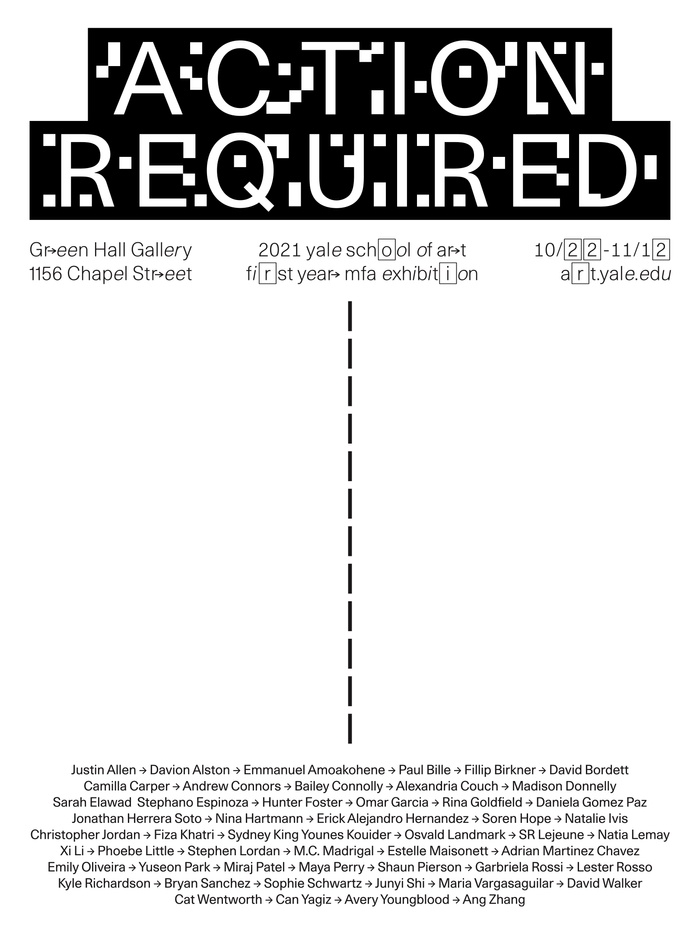 ACTION
REQUIRED
Gr→een Hall Gallery
1156 Chapel Str→eet
2021 yale school of ar→t
first year→ mfa exhibition
10/22-11/12
art.yale.edu
Justin Allen → Davion Alston → Emmanuel Amoakohene → Paul Bille → Fillip Birkner → David Bordett
Camilla Carper → Andrew Connors → Bailey Connolly → Alexandria Couch → Madison Donnelly
Sarah Elawad Stephano Espinoza → Hunter Foster → Omar Garcia → Rina Goldfield → Daniela Gomez Paz
Jonathan Herrera Soto → Nina Hartmann → Erick Alejandro Hernandez → Soren Hope → Natalie Ivis
Christopher Jordan → Fiza Khatri → Sydney King Younes Kouider → Osvald Landmark → SR Lejeune → Natia Lemay
Xi Li → Phoebe Little → Stephen Lordan → M.C. Madrigal → Estelle Maisonett → Adrian Martinez Chavez
Emily Oliveira → Yuseon Park → Miraj Patel → Maya Perry → Shaun Pierson → Garbriela Rossi → Lester Rosso
Kyle Richardson → Bryan Sanchez → Sophie Schwartz → Junyi Shi → Maria Vargasaguilar → David Walker
Cat Wentworth → Can Yagiz → Avery Youngblood → Ang Zhang